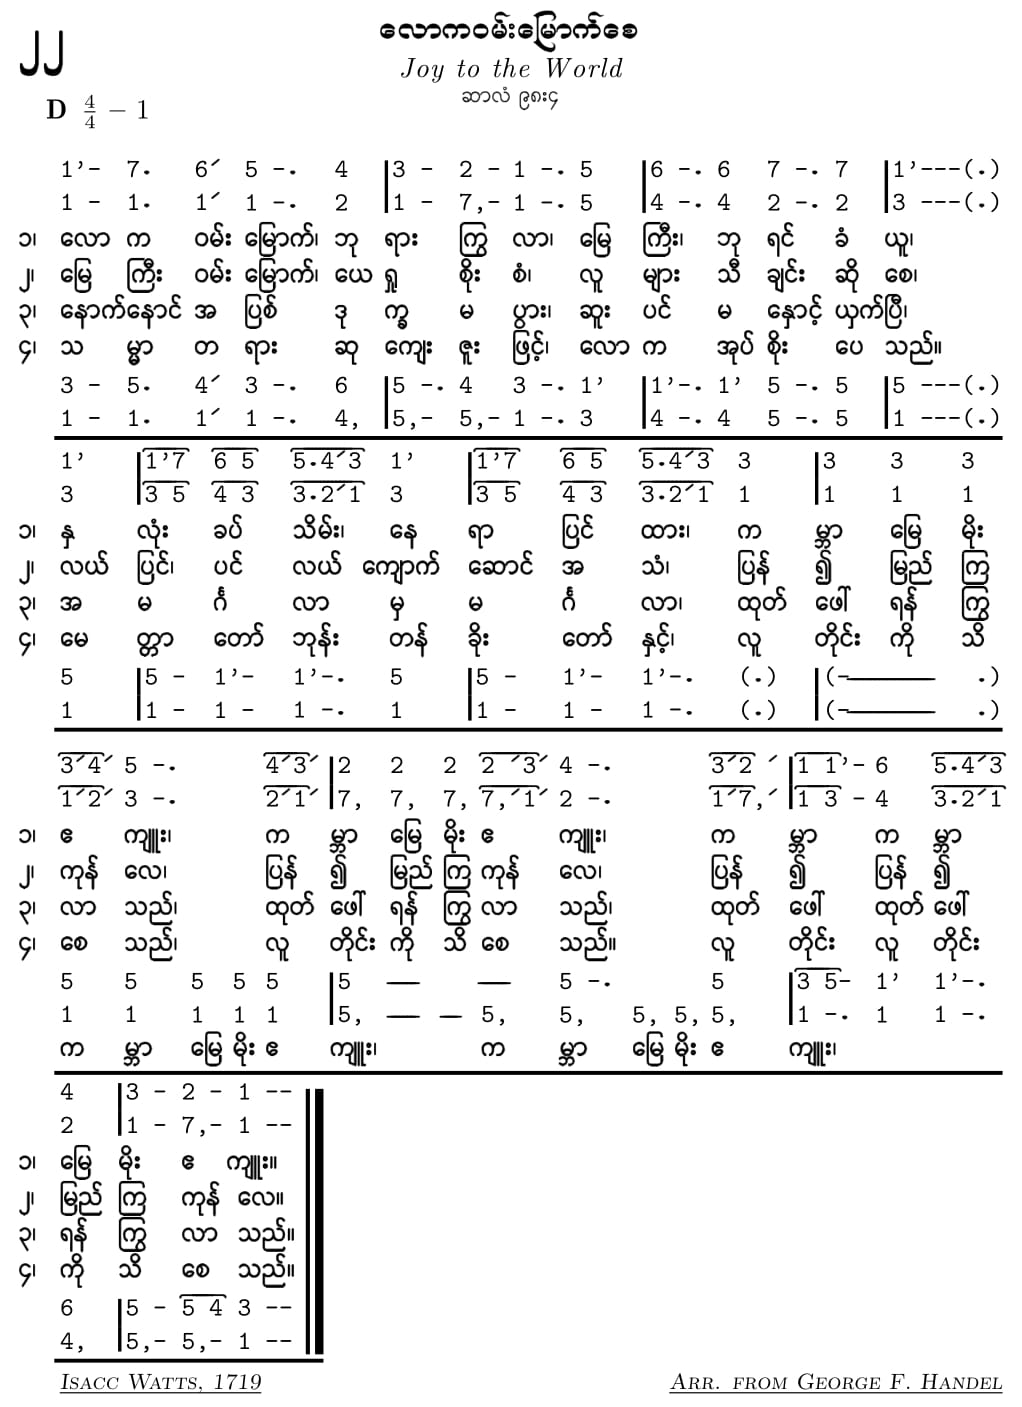 ၂၂
လောကဝမ်းမြောက်စေ
Joy to the World
ဆာလံ ၉၈း၄
D 4/4 – 1
1’- 7. 6′ 5 -. 4 |3 - 2 - 1 -. 5 |6 -. 6 7 -. 7 |1’---(.)
1 - 1. 1′ 1 -. 2 |1 - 7,- 1 -. 5 |4 -. 4 2 -. 2 |3 ---(.)
၁၊ လော က ဝမ်း မြောက်၊ ဘု ရား ကြွ လာ၊ မြေ ကြီး၊ ဘု ရင် ခံ ယူ၊
၂၊ မြေ ကြီး ဝမ်း မြောက်၊ ယေ ရှု စိုး စံ၊ လူ များ သီ ချင်း ဆို စေ၊
၃၊ နောက်နောင် အ ပြစ် ဒု က္ခ မ ပွား၊ ဆူး ပင် မ နှောင့် ယှက်ပြီ၊
၄၊ သ မ္မာ တ ရား ဆု ကျေး ဇူး ဖြင့်၊ လော က အုပ် စိုး ပေ သည်။
3 - 5. 4′ 3 -. 6 |5 -. 4 3 -. 1’ |1’-. 1’ 5 -. 5 |5 ---(.)
1 - 1. 1′ 1 -. 4, |5,- 5,- 1 -. 3 |4 -. 4 5 -. 5 |1 ---(.)
1’ |1’7 6 5 5.4′3 1’ |1’7 6 5 5.4′3 3 |3 3 3
3 |3 5 4 3 3.2′1 3 |3 5 4 3 3.2′1 1 |1 1 1
၁၊ နှ လုံး ခပ် သိမ်း၊ နေ ရာ ပြင် ထား၊ က မ္ဘာ မြေ မိုး
၂၊ လယ် ပြင်၊ ပင် လယ် ကျောက် ဆောင် အ သံ၊ ပြန် ၍ မြည် ကြ
၃၊ အ မ င်္ဂ လာ မှ မ င်္ဂ လာ၊ ထုတ် ဖေါ် ရန် ကြွ
၄၊ မေ တ္တာ တော် ဘုန်း တန် ခိုး တော် နှင့်၊ လူ တိုင်း ကို သိ
5 |5 - 1’- 1’-. 5 |5 - 1’- 1’-. (.) |(-——— .)
1 |1 - 1 - 1 -. 1 |1 - 1 - 1 -. (.) |(-——— .)
3′4′ 5 -. 4′3′ |2 2 2 2 ′3′ 4 -. 3′2 ′ |1 1’- 6 5.4′3
1′2′ 3 -. 2′1′ |7, 7, 7, 7,′1′ 2 -. 1′7,′ |1 3 - 4 3.2′1
၁၊ ဧ ကျူး၊ က မ္ဘာ မြေ မိုး ဧ ကျူး၊ က မ္ဘာ က မ္ဘာ
၂၊ ကုန် လေ၊ ပြန် ၍ မြည် ကြ ကုန် လေ၊ ပြန် ၍ ပြန် ၍
၃၊ လာ သည်၊ ထုတ် ဖေါ် ရန် ကြွ လာ သည်၊ ထုတ် ဖေါ် ထုတ် ဖေါ်
၄၊ စေ သည်၊ လူ တိုင်း ကို သိ စေ သည်။ လူ တိုင်း လူ တိုင်း
5 5 5 5 5 |5 — — 5 -. 5 |3 5- 1’ 1’-.
1 1 1 1 1 |5, — — 5, 5, 5, 5, 5, |1 -. 1 1 -.
က မ္ဘာ မြေ မိုး ဧ ကျူး၊ က မ္ဘာ မြေ မိုး ဧ ကျူး၊
4 |3 - 2 - 1 --
2 |1 - 7,- 1 --
၁၊ မြေ မိုး ဧ ကျူး။
၂၊ မြည် ကြ ကုန် လေ။
၃၊ ရန် ကြွ လာ သည်။
၄၊ ကို သိ စေ သည်။
6 |5 - 5 4 3 --
4, |5,- 5,- 1 --
Isacc Watts, 1719
Arr. from George F. Handel